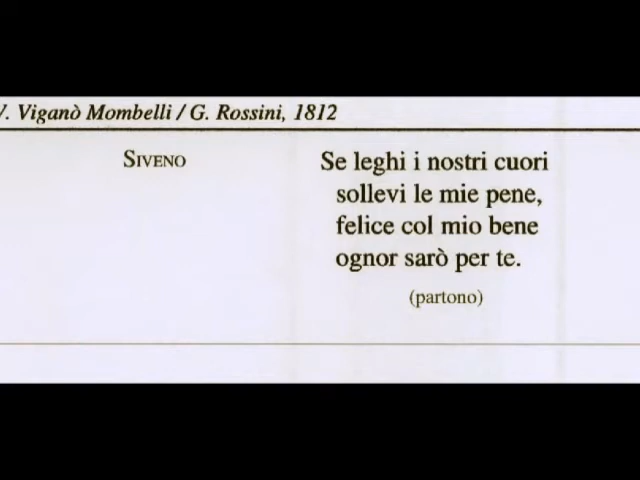 V. Viganò Mombelli / G. Rossini, 1812
SIVENO
Se leghi i nostri cuori
sollevi le mie pene,
felice col mio bene
ognor sarò per te.
(partono)